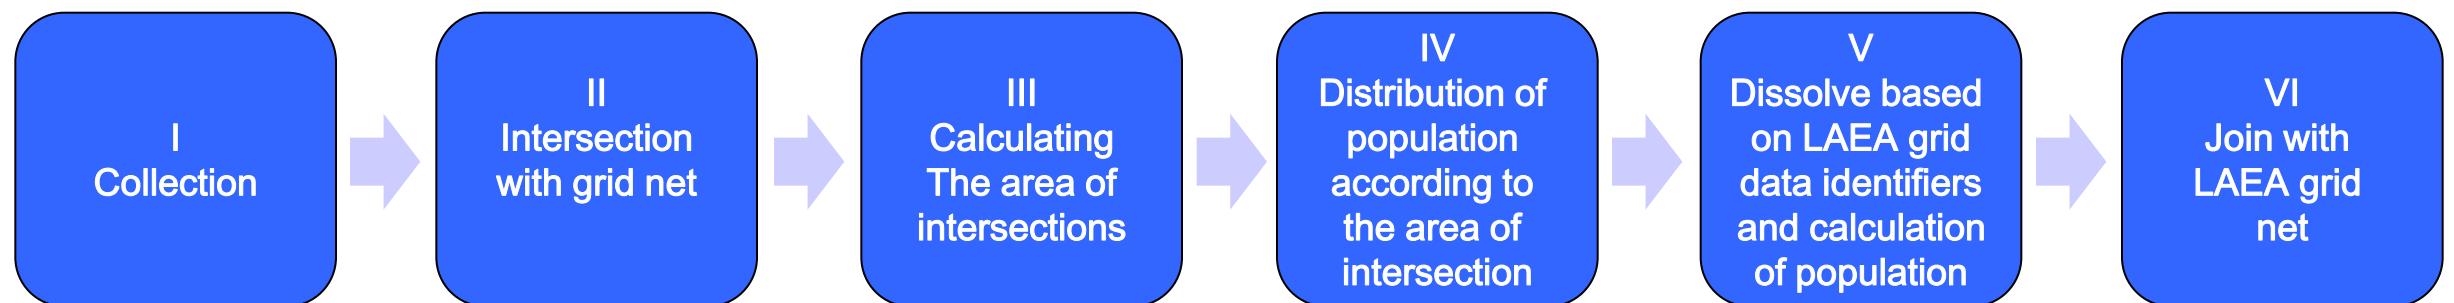 I
Collection
II
Intersection
with grid net
III
Calculating
The area of
intersections
IV
Distribution of
population
according to
the area of
intersection
V
Dissolve based
on LAEA grid
data identifiers
and calculation
of population
VI
Join with
LAEA grid
net